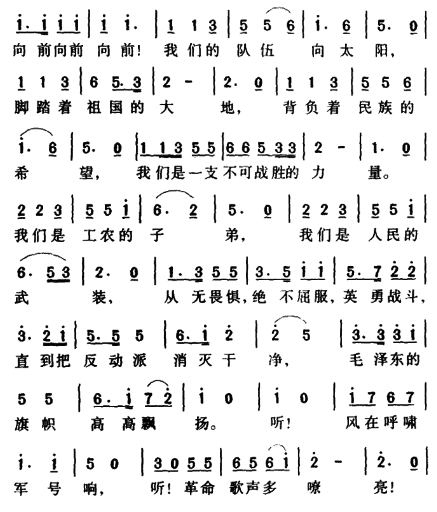 i. i i i | i i. | 1 1 3 | 5 5 6 | i. 6 | 5. 0 |
向前向前 向前! 我们的 队伍 向太阳,
1 1 3 | 6 5. 3 | 2 - | 2. 0 | 1 1 3 | 5 5 6 |
脚踏着 祖国的 大 地, 背负着 民族的
i. 6 | 5. 0 | 1 1 3 5 5 | 6 6 5 3 3 | 2 - | 1. 0 |
希 望, 我们是一支 不可战胜的 力 量。
2 2 3 | 5 5 i | 6. 2 | 5. 0 | 2 2 3 | 5 5 i |
我们是 工农的 子 弟, 我们是 人民的
6. 5 3 | 2. 0 | 1. 3 5 5 | 3. 5 i i | 5. 7 2 2 |
武 装, 从无畏惧,绝不屈服,英勇战斗,
3. 2 i | 5. 5 5 | 6. i 2 | 2 5 | 3. 3 3 i |
直到把 反动派 消灭干 净, 毛泽东的
5 5 | 6. i 7 2 | i 0 | i 0 | i 7 6 7 |
旗帜 高高飘 扬。 听! 风在呼啸
i. i | 5 0 | 3 0 5 5 | 6 5 6 i | 2 - | 2. 0 |
军号 响, 听!革命 歌声多 嘹 亮!